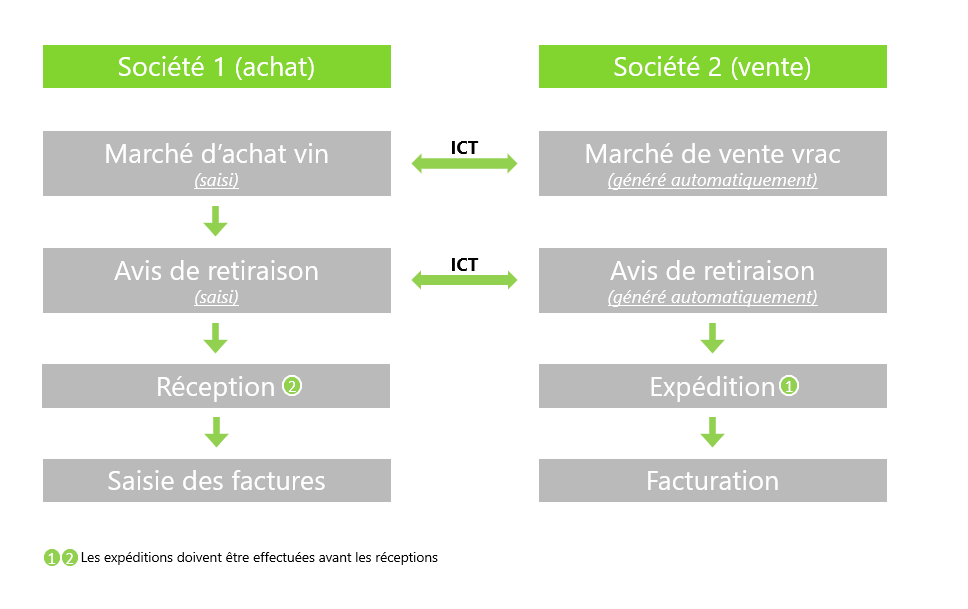 Société 1 (achat)
Société 2 (vente)
Marché d'achat vin
(saisi)
ICT
Marché de vente vrac
(généré automatiquement)
Avis de retiraison
(saisi)
ICT
Avis de retiraison
(généré automatiquement)
Réception 2
Expédition 1
Saisie des factures
Facturation
1 2 Les expéditions doivent être effectuées avant les réceptions